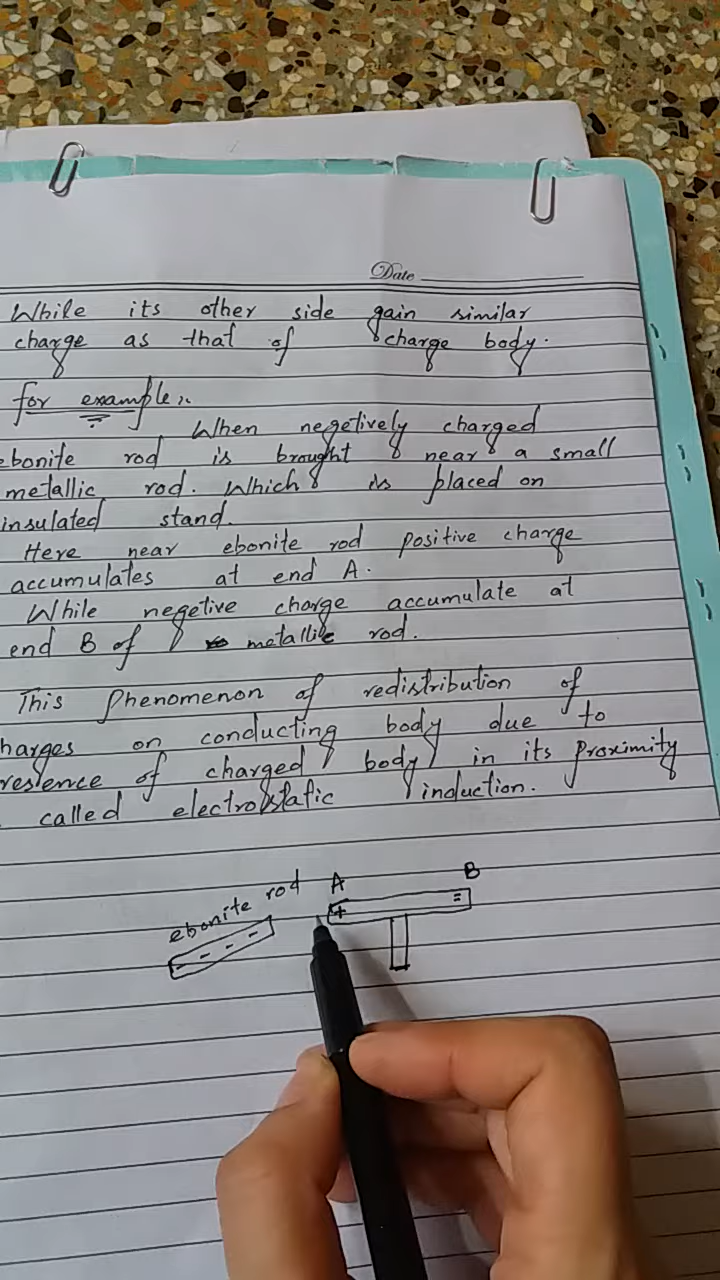 Date
While its other side gain similar
charge as that of charge body.
for example:
When negetively charged
ebonite rod is brought near a small
metallic rod. Which is placed on
insulated stand.
Here near ebonite rod positive charge
accumulates at end A.
While negetive charge accumulate at
end B of metallic rod.
This Phenomenon of redistribution of
harges on conducting body due to
resence of charged body in its proximity
called electrostatic induction.
ebonite rod A B
+ =
- - - -